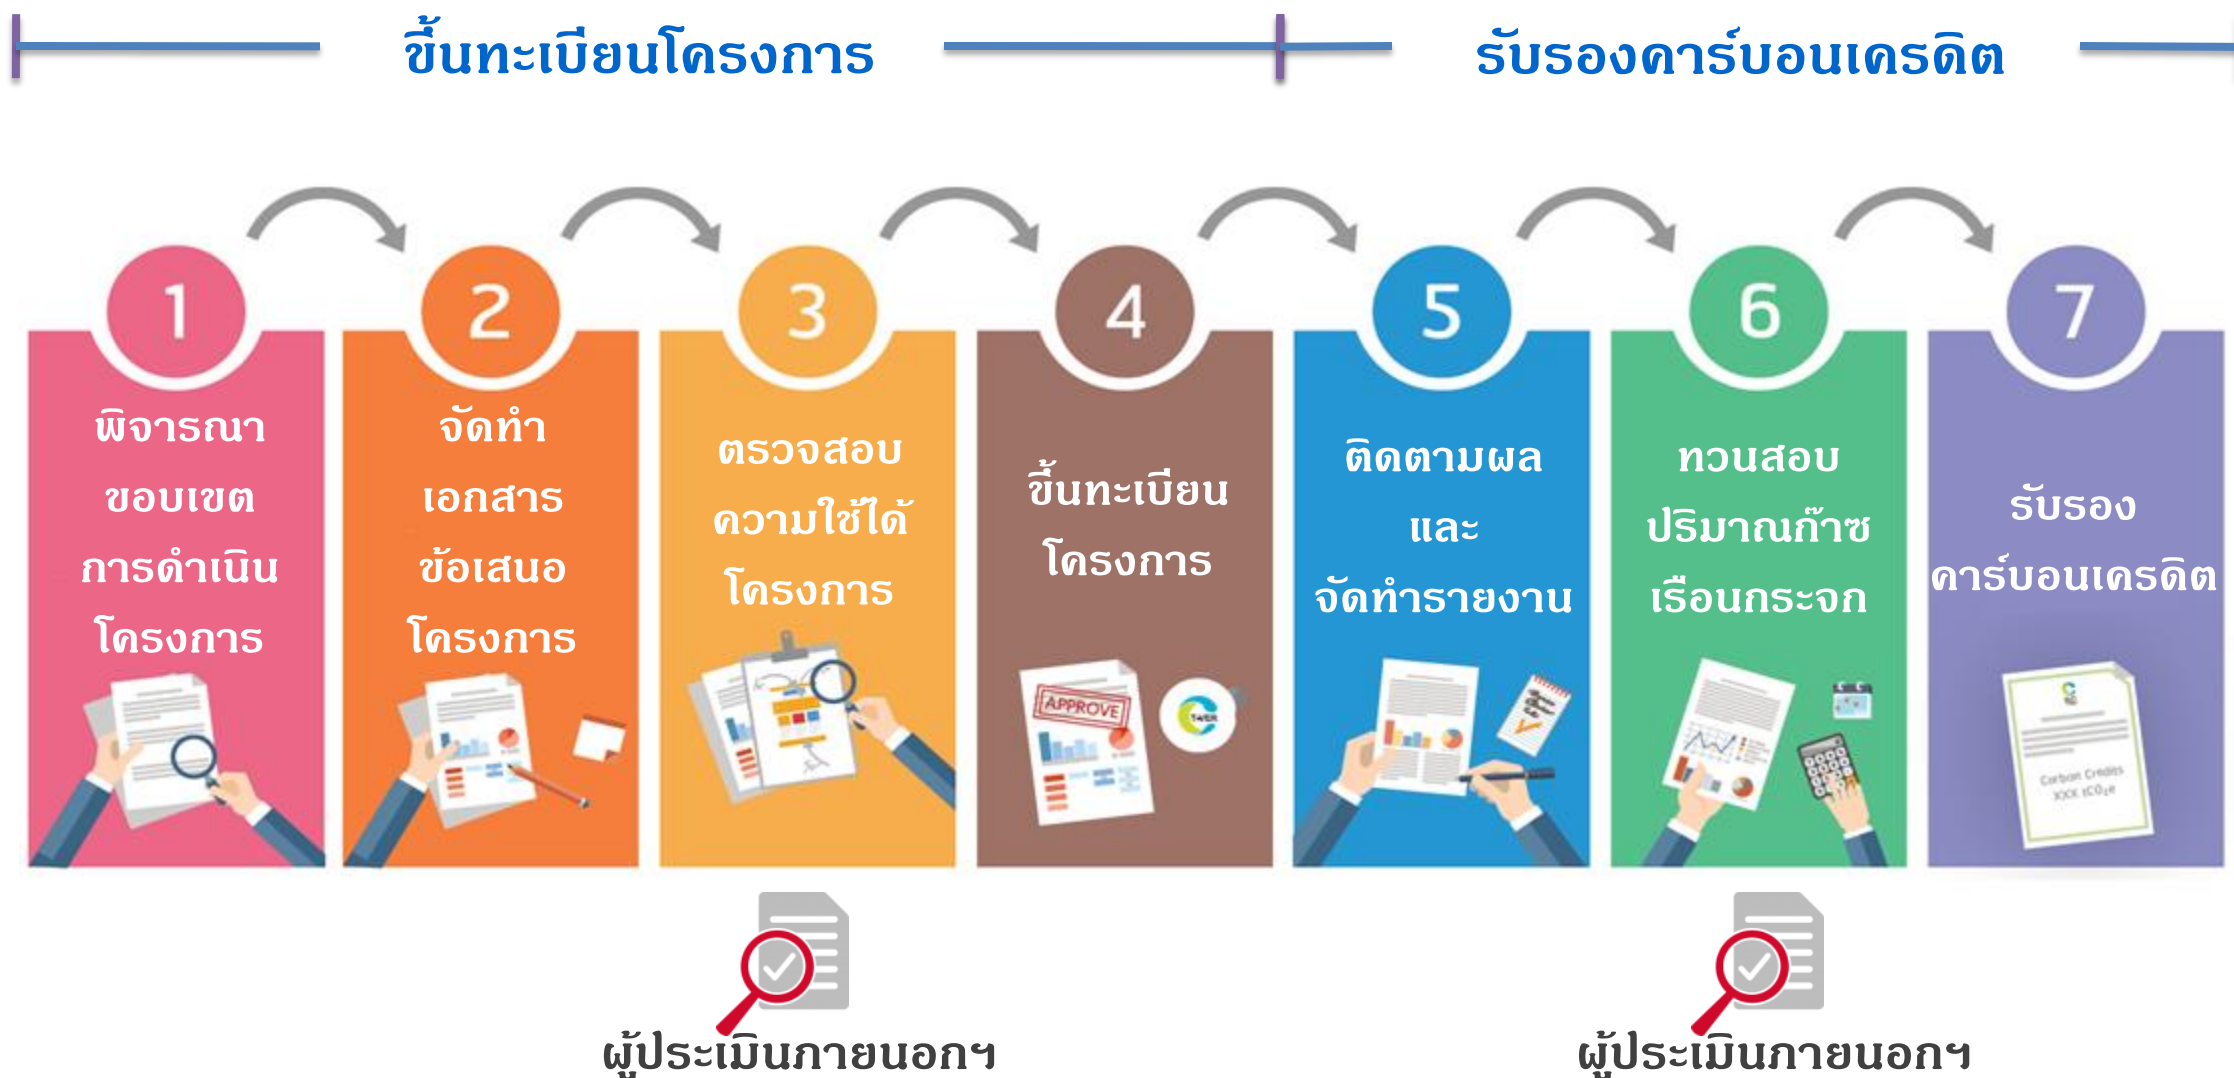 ขึ้นทะเบียนโครงการ
รับรองคาร์บอนเครดิต
1
พิจารณา
ขอบเขต
การดำเนิน
โครงการ
2
จัดทำ
เอกสาร
ข้อเสนอ
โครงการ
3
ตรวจสอบ
ความใช้ได้
โครงการ
4
ขึ้นทะเบียน
โครงการ
APPROVE
T-VER
5
ติดตามผล
และ
จัดทำรายงาน
6
ทวนสอบ
ปริมาณก๊าซ
เรือนกระจก
7
รับรอง
คาร์บอนเครดิต
Carbon Credits
XXX tCO₂e
ผู้ประเมินภายนอกฯ
ผู้ประเมินภายนอกฯ